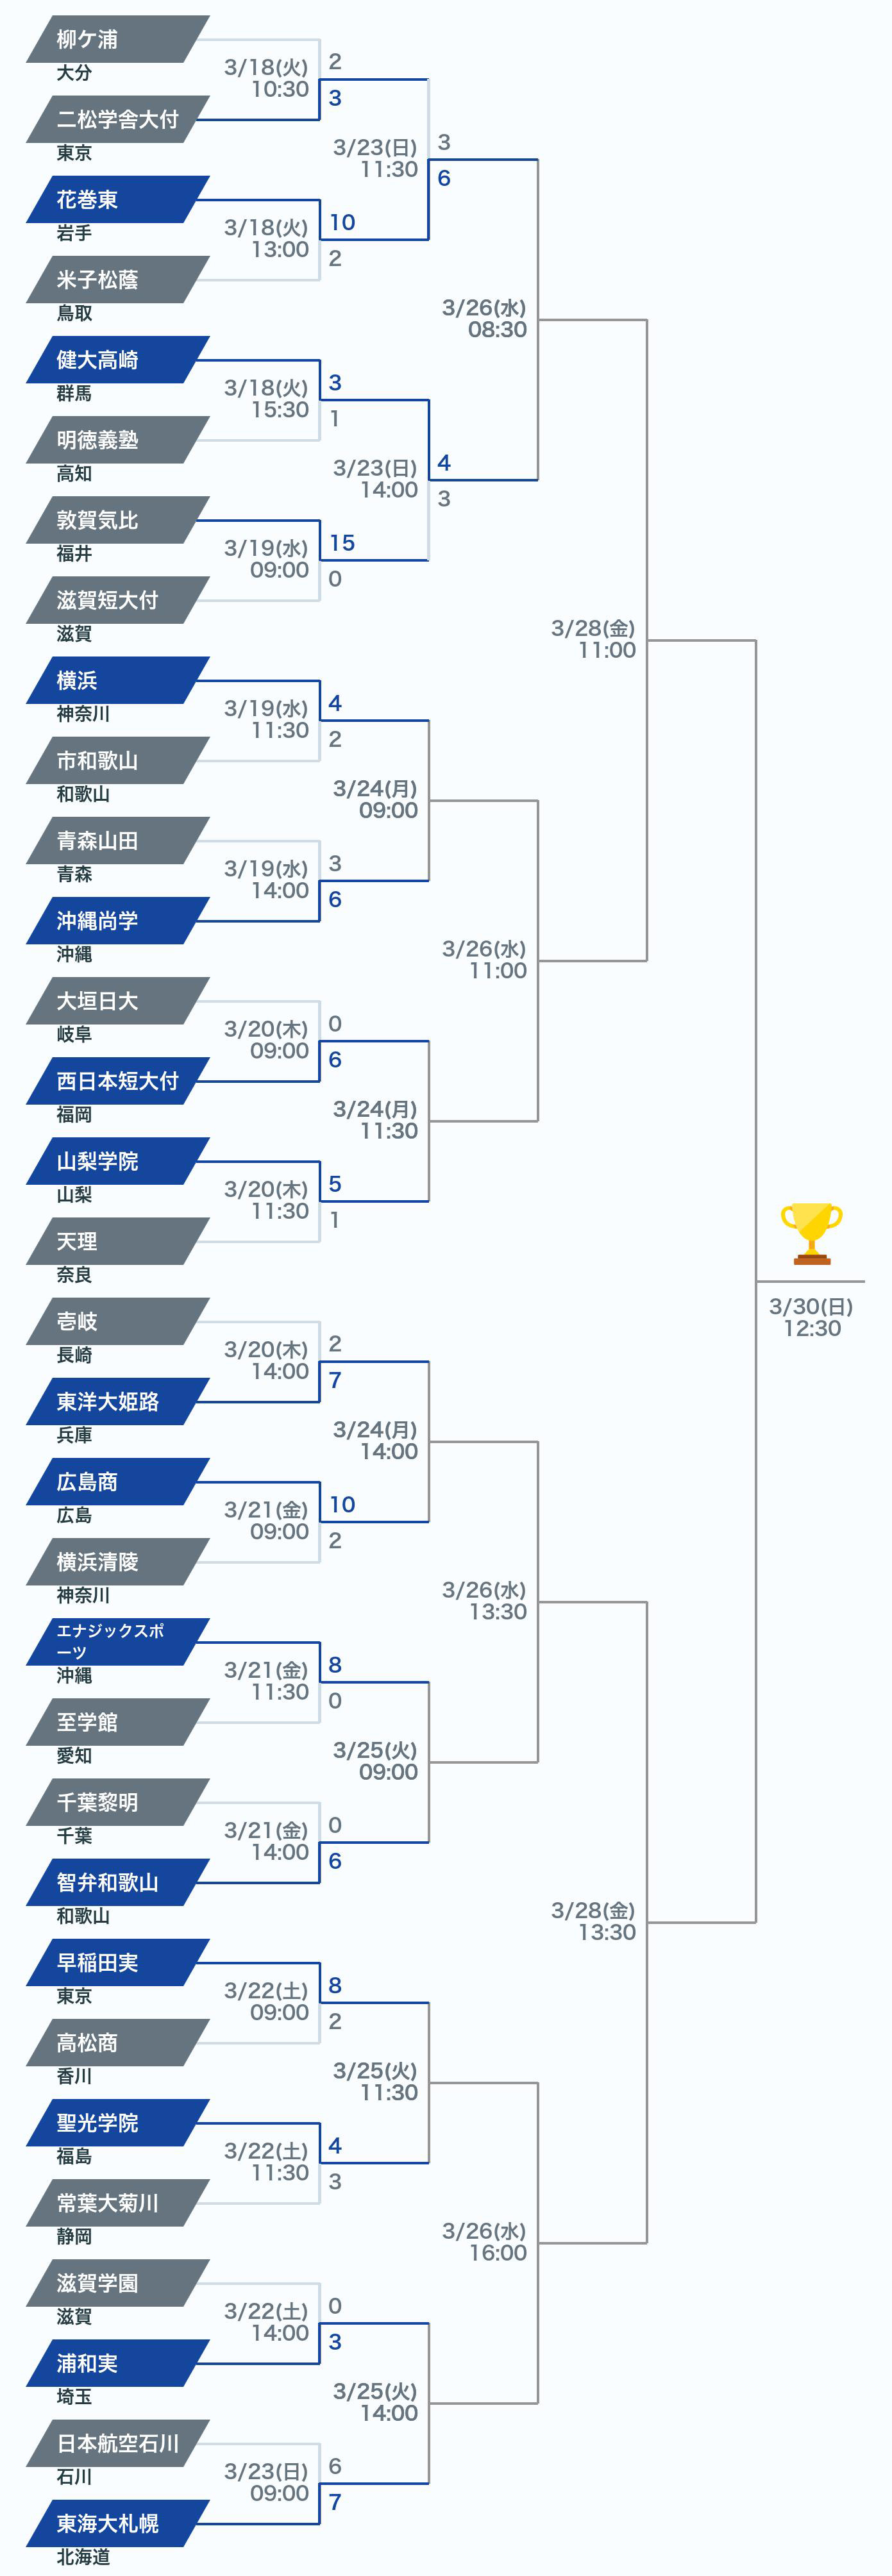 柳ケ浦
大分
3/18(火)
10:30
2
3
二松学舎大付
東京
3/23(日)
11:30
3
6
花巻東
岩手
3/18(火)
13:00
10
2
米子松蔭
鳥取
3/26(水)
08:30
健大高崎
群馬
3/18(火)
15:30
3
1
明徳義塾
高知
3/23(日)
14:00
4
3
敦賀気比
福井
3/19(水)
09:00
15
0
滋賀短大付
滋賀
3/28(金)
11:00
横浜
神奈川
3/19(水)
11:30
4
2
市和歌山
和歌山
3/24(月)
09:00
青森山田
青森
3/19(水)
14:00
3
6
沖縄尚学
沖縄
3/26(水)
11:00
大垣日大
岐阜
3/20(木)
09:00
0
6
西日本短大付
福岡
3/24(月)
11:30
山梨学院
山梨
3/20(木)
11:30
5
1
天理
奈良
3/30(日)
12:30
壱岐
長崎
3/20(木)
14:00
2
7
東洋大姫路
兵庫
3/24(月)
14:00
広島商
広島
3/21(金)
09:00
10
2
横浜清陵
神奈川
3/26(水)
13:30
エナジックスポ
ーツ
沖縄
3/21(金)
11:30
8
0
至学館
愛知
3/25(火)
09:00
千葉黎明
千葉
3/21(金)
14:00
0
6
智弁和歌山
和歌山
3/28(金)
13:30
早稲田実
東京
3/22(土)
09:00
8
2
高松商
香川
3/25(火)
11:30
聖光学院
福島
3/22(土)
11:30
4
3
常葉大菊川
静岡
3/26(水)
16:00
滋賀学園
滋賀
3/22(土)
14:00
0
3
浦和実
埼玉
3/25(火)
14:00
日本航空石川
石川
3/23(日)
09:00
6
7
東海大札幌
北海道